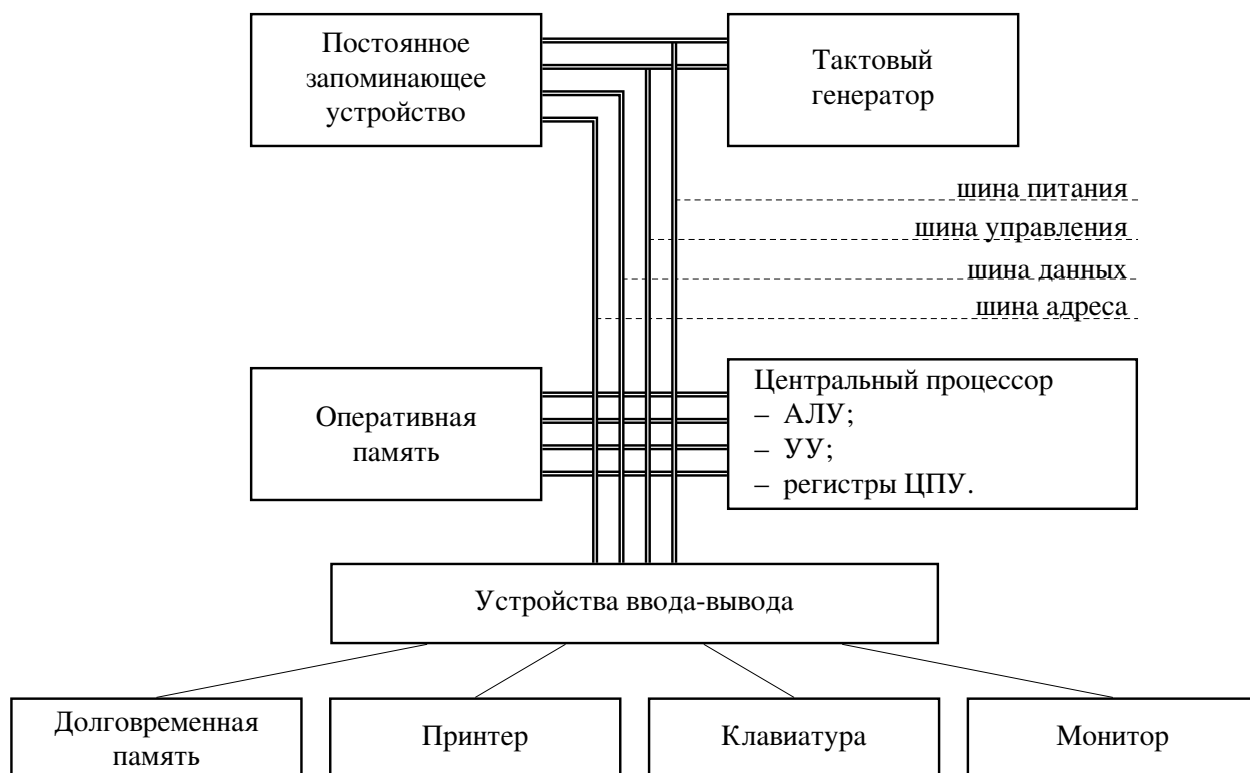 Постоянное
запоминающее
устройство
Тактовый
генератор
шина питания
шина управления
шина данных
шина адреса
Оперативная
память
Центральный процессор
– АЛУ;
– УУ;
– регистры ЦПУ.
Устройства ввода-вывода
Долговременная
память
Принтер
Клавиатура
Монитор